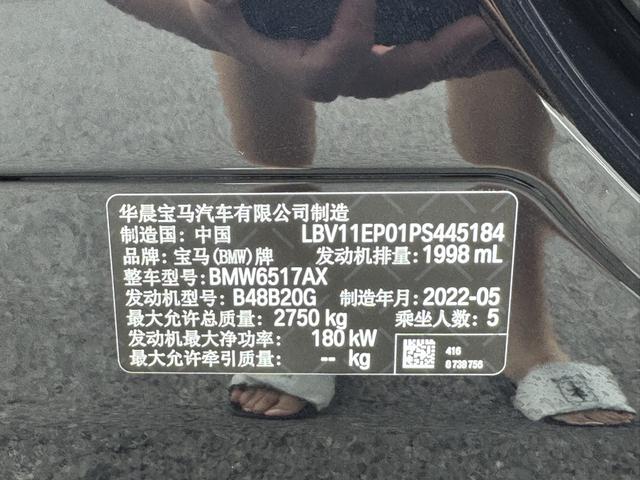 华晨宝马汽车有限公司制造
制造国: 中国 LBV11EP01PS445184
品牌: 宝马(BMW)牌 发动机排量: 1998 mL
整车型号: BMW6517AX
发动机型号: B48B20G 制造年月: 2022-05
最大允许总质量: 2750 kg 乘坐人数: 5
发动机最大净功率: 180 kW
最大允许牵引质量: -- kg
416
8 739 756